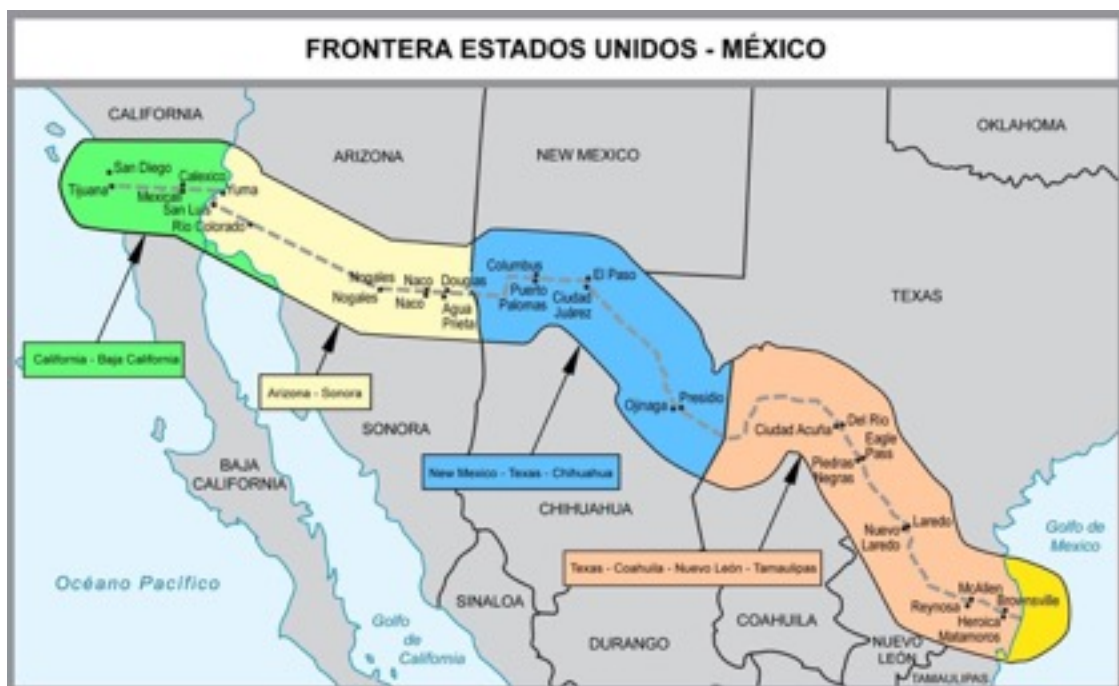 FRONTERA ESTADOS UNIDOS - MÉXICO
CALIFORNIA
ARIZONA
NEW MEXICO
OKLAHOMA
San Diego
Tijuana
Calexico
Mexicali
Yuma
San Luis
Río Colorado
Nogales
Nogales
Naco
Naco
Douglas
Agua
Prieta
Columbus
Puerto
Palomas
El Paso
Ciudad
Juárez
TEXAS
California - Baja California
Arizona - Sonora
Ojinaga
Presidio
Ciudad Acuña
Del Río
Eagle
Pass
Piedras
Negras
SONORA
BAJA
CALIFORNIA
New Mexico - Texas - Chihuahua
CHIHUAHUA
Nuevo
Laredo
Laredo
Golfo de
Mexico
Texas - Coahuila - Nuevo León - Tamaulipas
Océano Pacífico
SINALOA
Golfo
de
California
DURANGO
COAHUILA
McAllen
Reynosa
Brownsville
Heroica
Matamoros
NUEVO
LEÓN
TAMAULIPAS